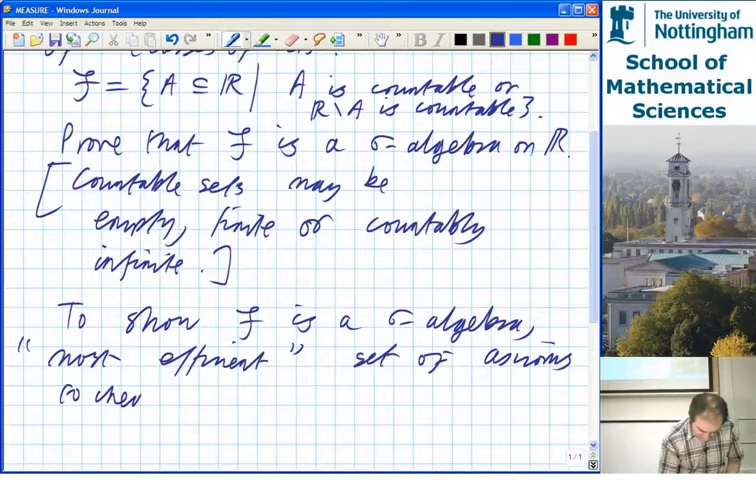 MEASURE - Windows Journal
File Edit View Insert Actions Tools Help
F = { A ⊆ ℝ | A is countable or
ℝ \ A is countable }.
Prove that F is a σ-algebra on ℝ.
[ Countable sets may be
empty, finite or countably
infinite. ]
To show F is a σ-algebra,
"most efficient" set of axioms
to chec
1 / 1
The University of
Nottingham
School of
Mathematical
Sciences